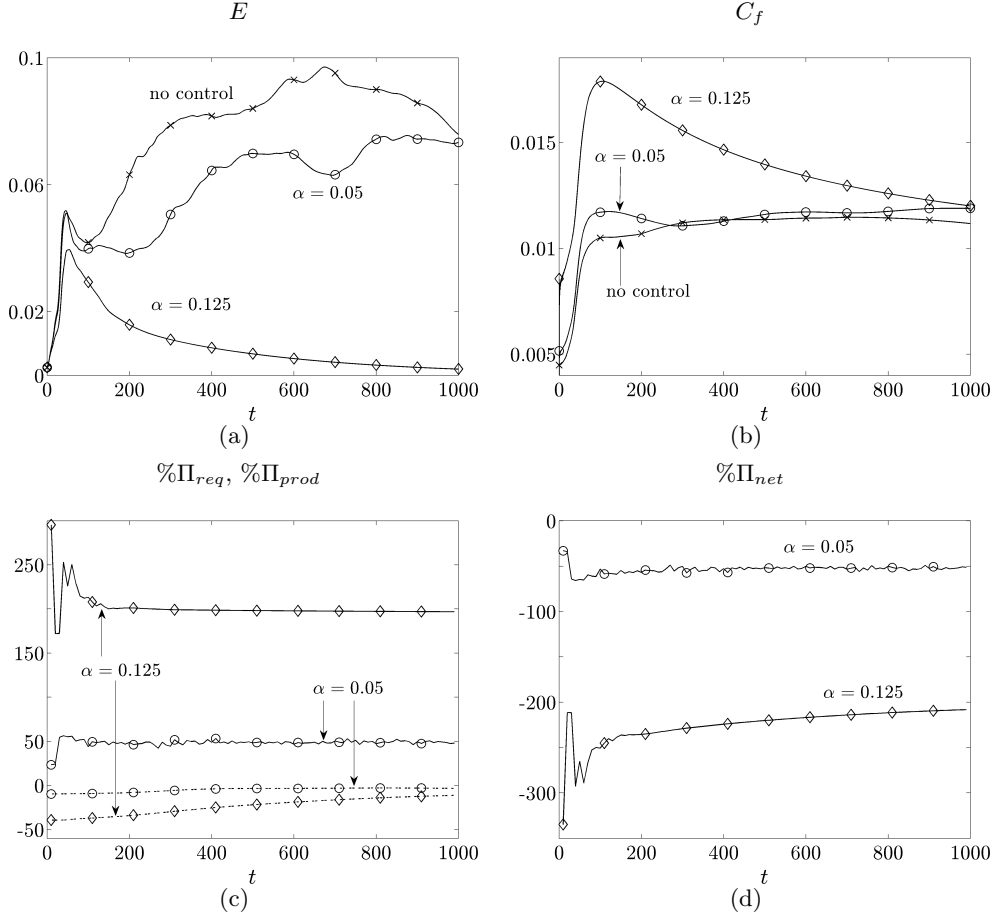 E
C_f
0.1
0.06
0.02
0
no control
α = 0.05
α = 0.125
0 200 400 600 800 1000
t
(a)
0.015
0.01
0.005
α = 0.125
α = 0.05
no control
0 200 400 600 800 1000
t
(b)
%Π_req, %Π_prod
%Π_net
250
150
50
0
-50
α = 0.125
α = 0.05
0 200 400 600 800 1000
t
(c)
0
-100
-200
-300
α = 0.05
α = 0.125
0 200 400 600 800 1000
t
(d)